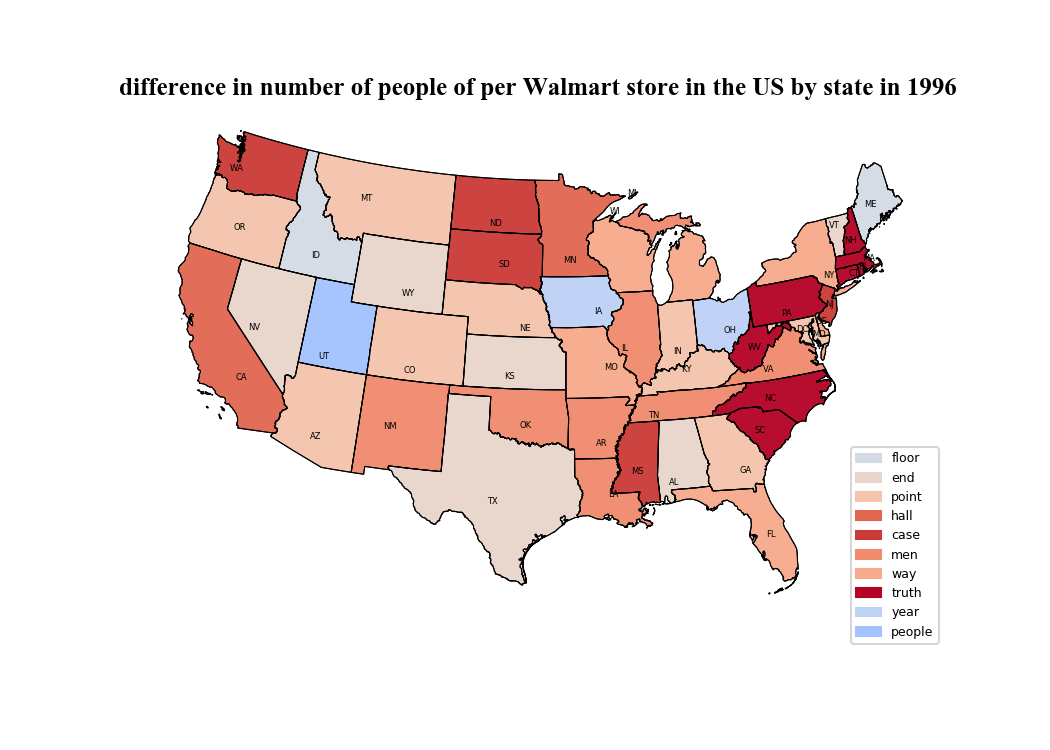 difference in number of people of per Walmart store in the US by state in 1996
WA
MT
ND
MN
MI
WI
ME
VT
NH
MA
OR
ID
SD
WY
NY
CT
NV
UT
CO
NE
IA
IL
IN
OH
PA
NJ
CA
KS
MO
KY
WV
VA
DC
MD
AZ
NM
OK
AR
TN
NC
SC
TX
LA
MS
AL
GA
FL
floor
end
point
hall
case
men
way
truth
year
people